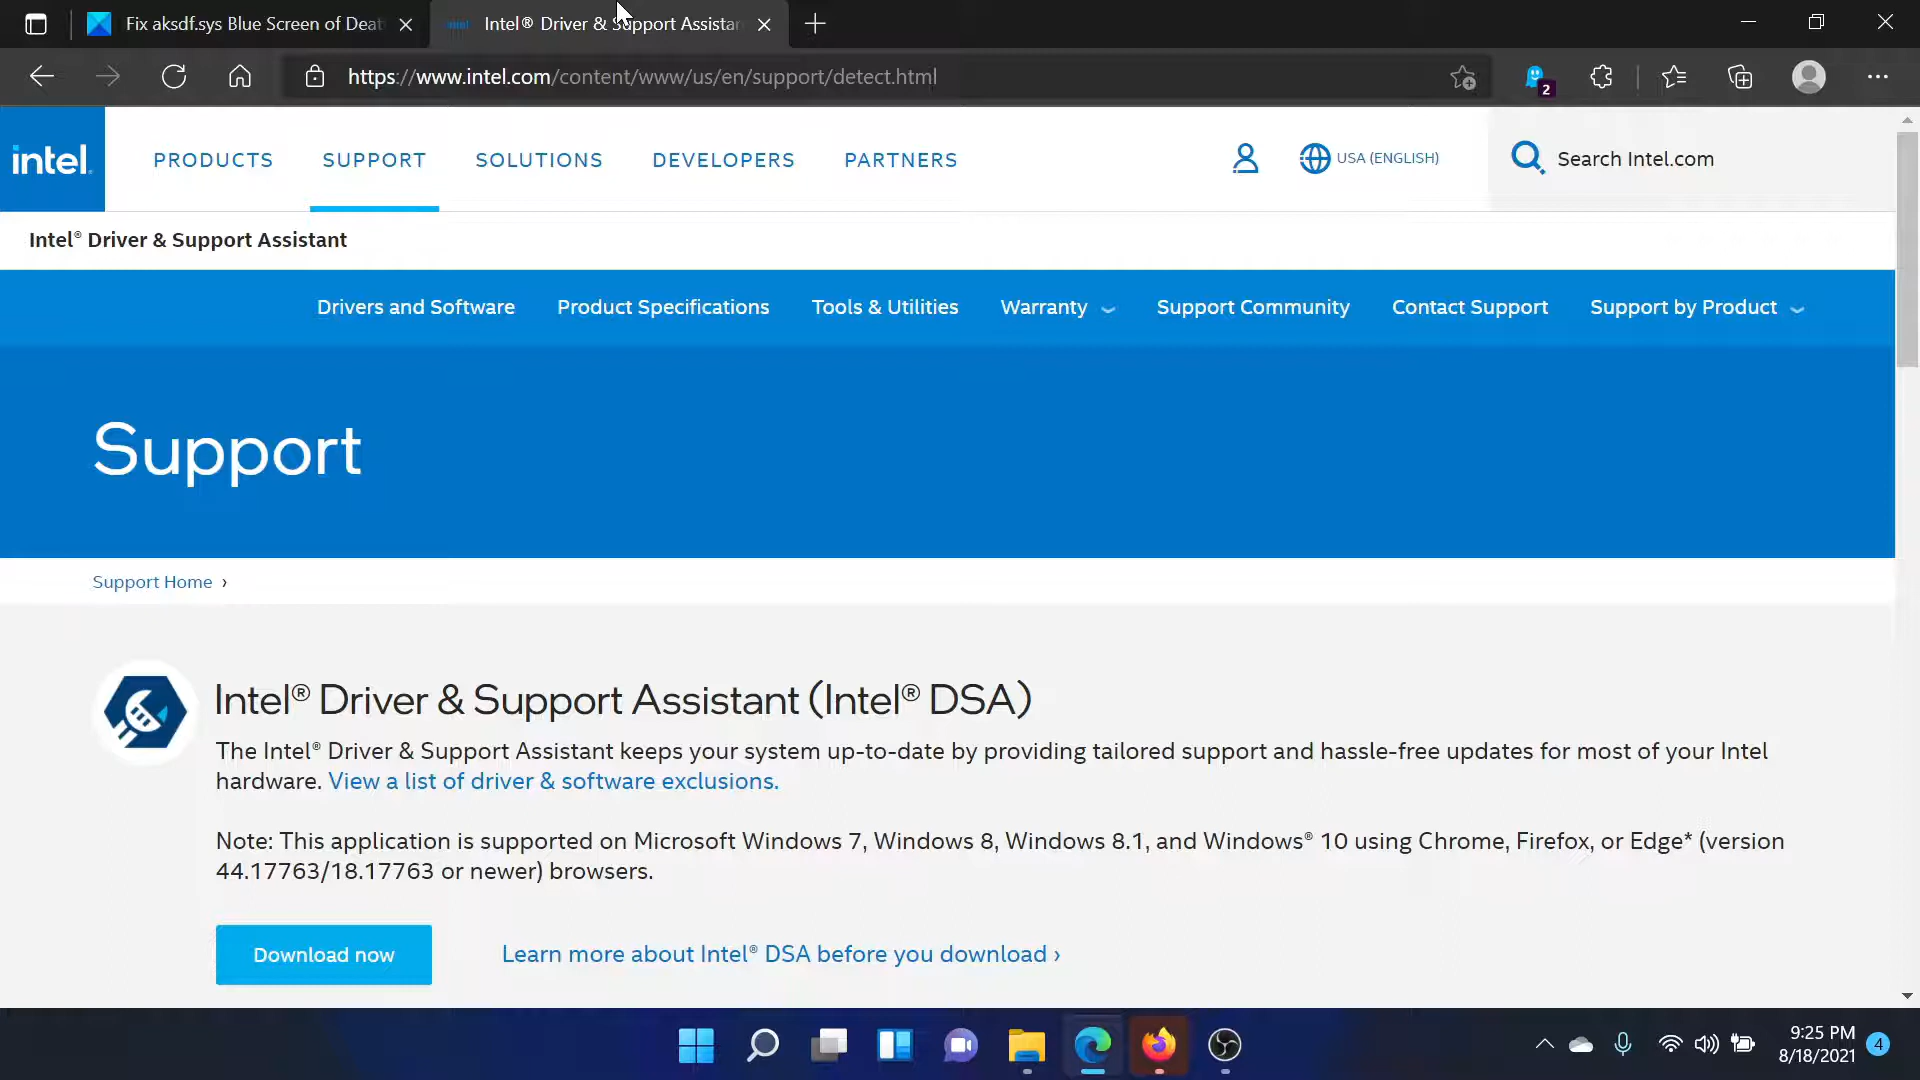 Fix aksdf.sys Blue Screen of Deat
Intel® Driver & Support Assistan
https://www.intel.com/content/www/us/en/support/detect.html
2
intel.
PRODUCTS
SUPPORT
SOLUTIONS
DEVELOPERS
PARTNERS
USA (ENGLISH)
Search Intel.com
Intel® Driver & Support Assistant
Drivers and Software
Product Specifications
Tools & Utilities
Warranty
Support Community
Contact Support
Support by Product
Support
Support Home ›
Intel® Driver & Support Assistant (Intel® DSA)
The Intel® Driver & Support Assistant keeps your system up-to-date by providing tailored support and hassle-free updates for most of your Intel
hardware. View a list of driver & software exclusions.
Note: This application is supported on Microsoft Windows 7, Windows 8, Windows 8.1, and Windows® 10 using Chrome, Firefox, or Edge* (version
44.17763/18.17763 or newer) browsers.
Download now
Learn more about Intel® DSA before you download ›
9:25 PM
8/18/2021
4